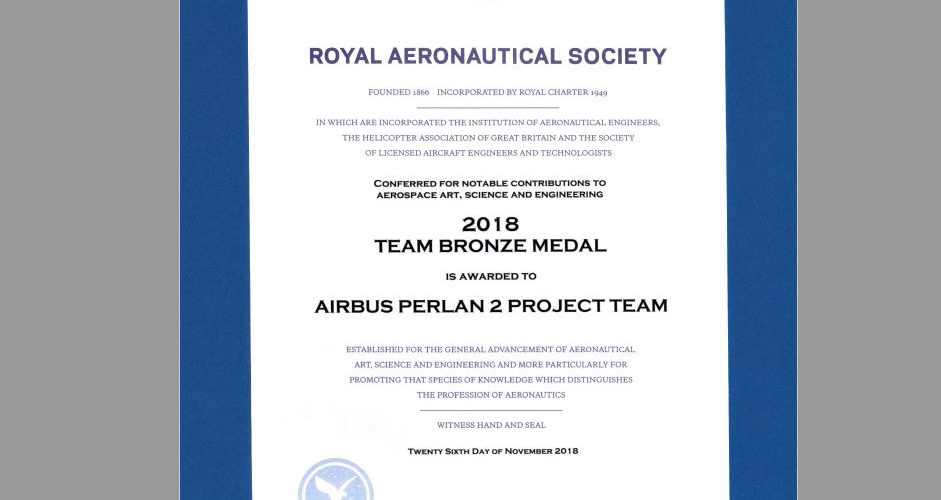 ROYAL AERONAUTICAL SOCIETY
FOUNDED 1866 INCORPORATED BY ROYAL CHARTER 1949
IN WHICH ARE INCORPORATED THE INSTITUTION OF AERONAUTICAL ENGINEERS,
THE HELICOPTER ASSOCIATION OF GREAT BRITAIN AND THE SOCIETY
OF LICENSED AIRCRAFT ENGINEERS AND TECHNOLOGISTS
CONFERRED FOR NOTABLE CONTRIBUTIONS TO
AEROSPACE ART, SCIENCE AND ENGINEERING
2018
TEAM BRONZE MEDAL
IS AWARDED TO
AIRBUS PERLAN 2 PROJECT TEAM
ESTABLISHED FOR THE GENERAL ADVANCEMENT OF AERONAUTICAL
ART, SCIENCE AND ENGINEERING AND MORE PARTICULARLY FOR
PROMOTING THAT SPECIES OF KNOWLEDGE WHICH DISTINGUISHES
THE PROFESSION OF AERONAUTICS
WITNESS HAND AND SEAL
TWENTY SIXTH DAY OF NOVEMBER 2018